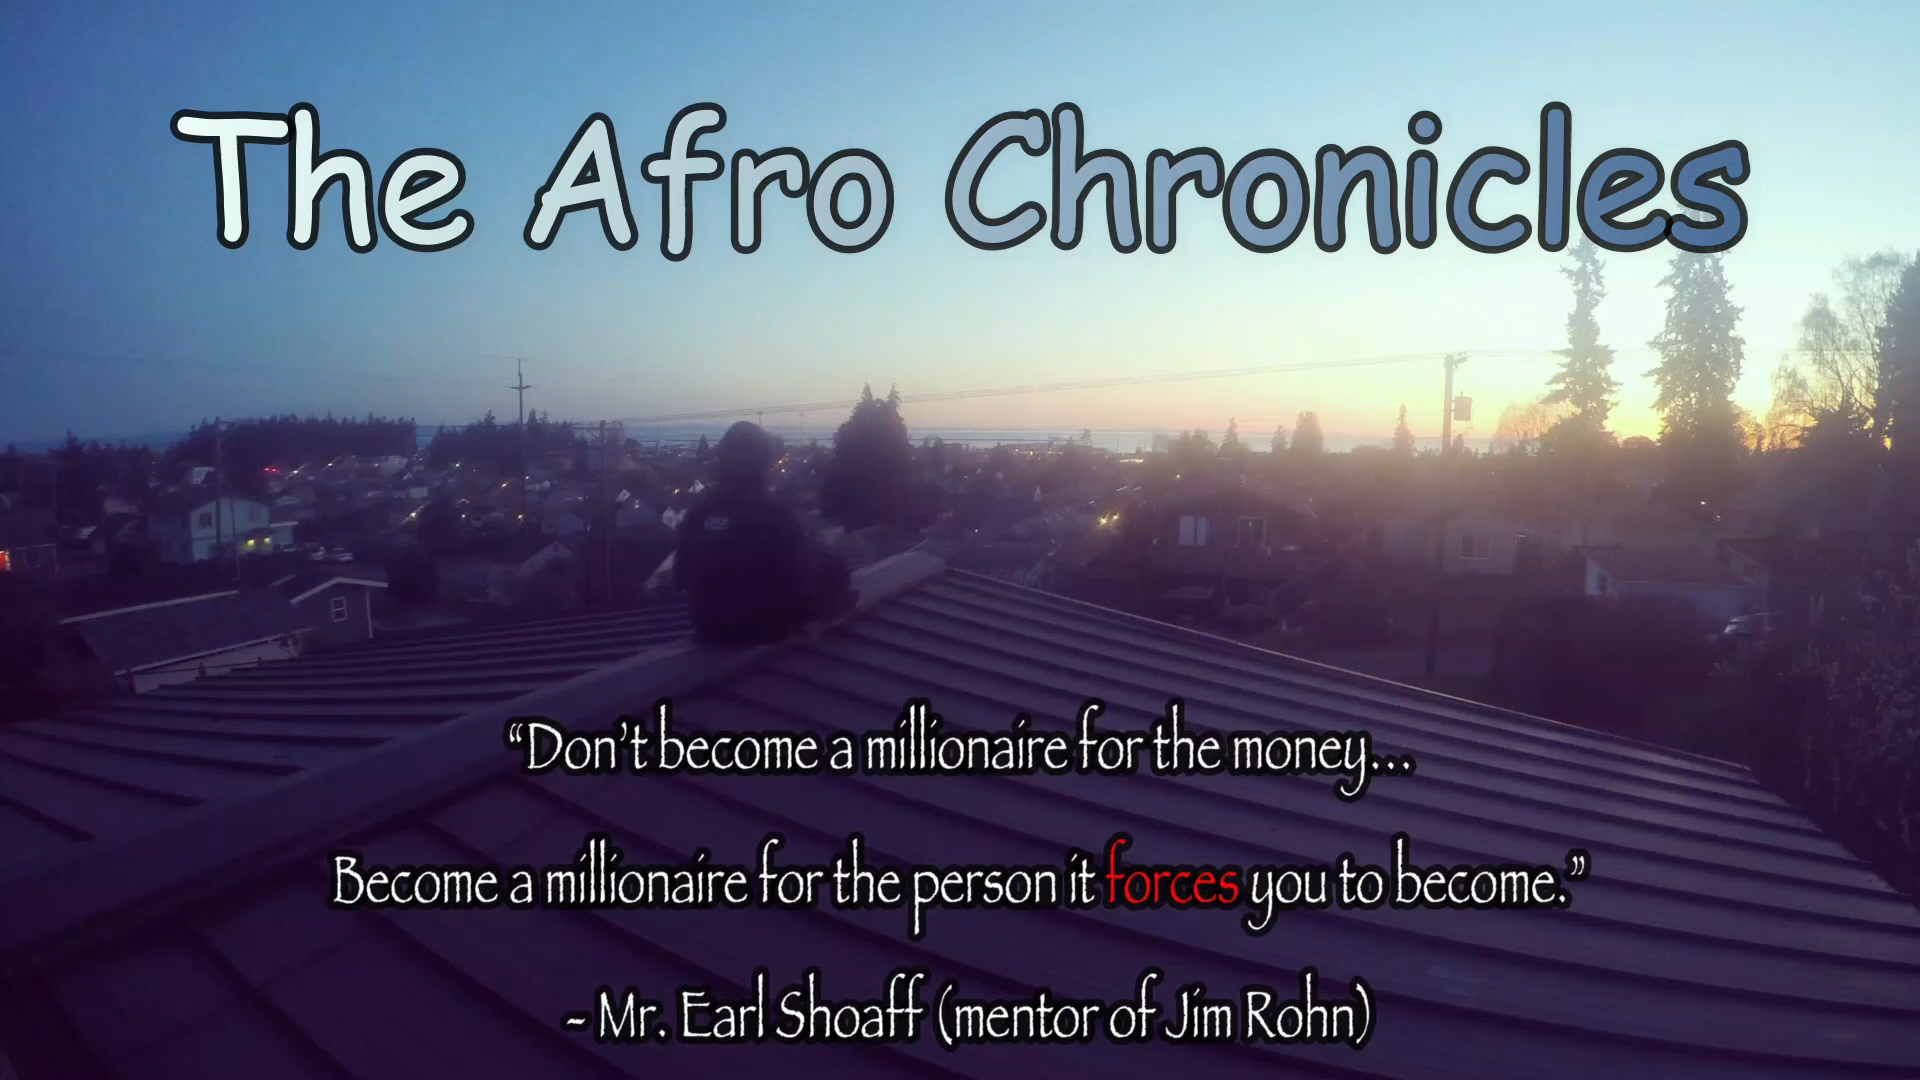 The Afro Chronicles
“Don’t become a millionaire for the money...
Become a millionaire for the person it forces you to become.”
- Mr. Earl Shoaff (mentor of Jim Rohn)